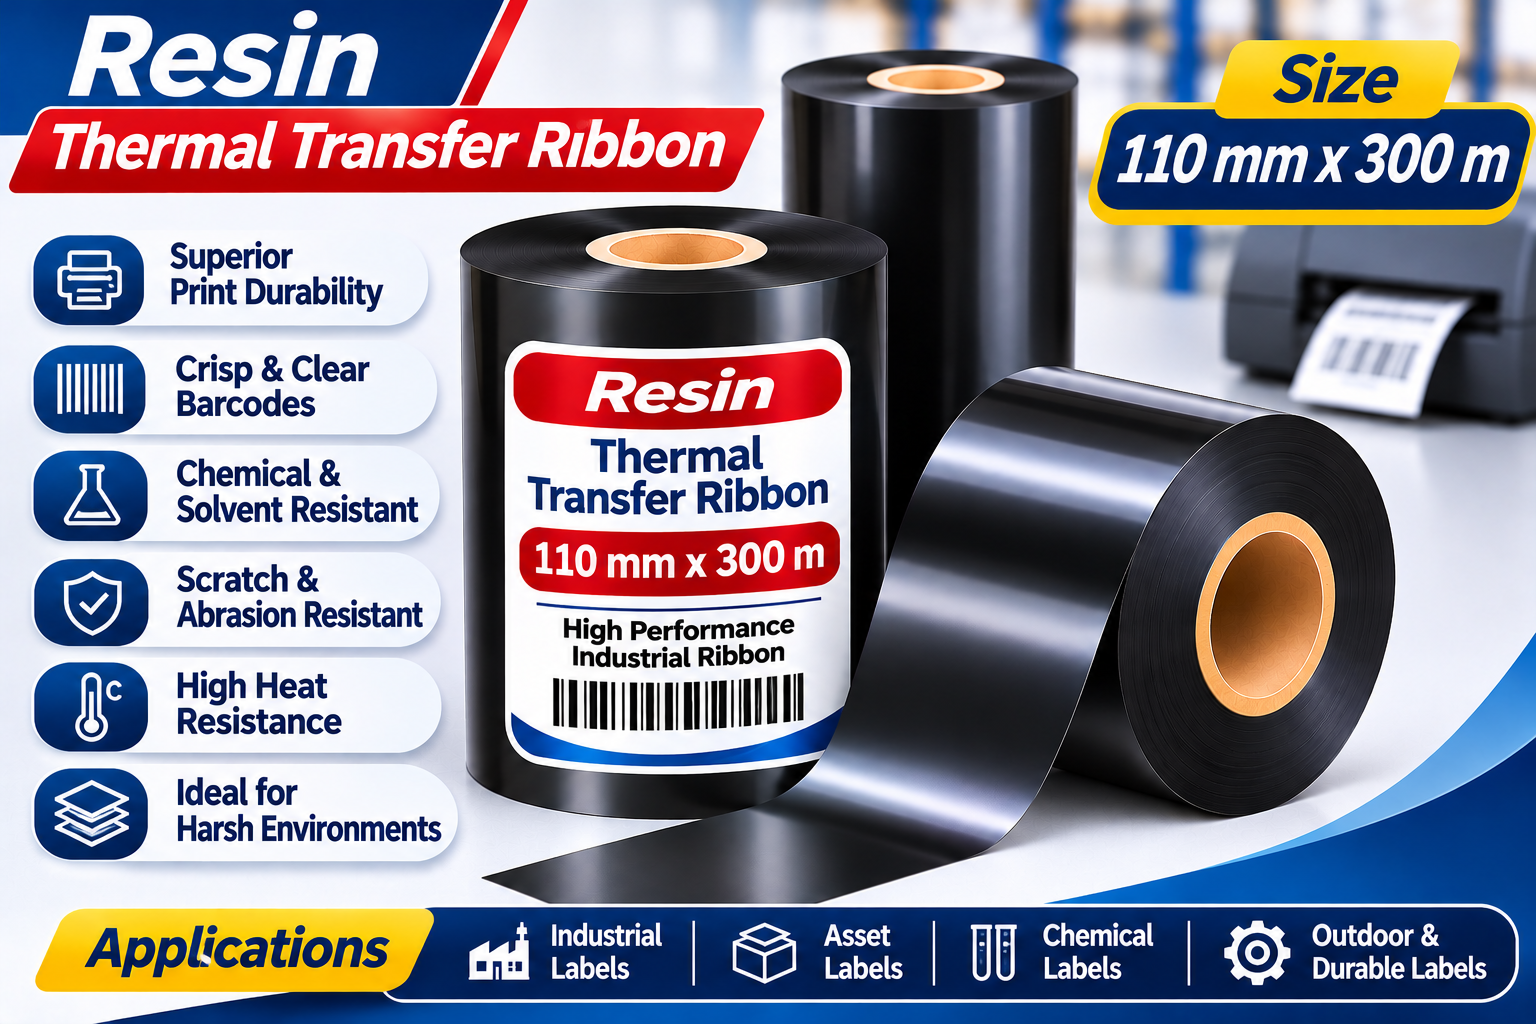 Resin
Thermal Transfer Ribbon
Size
110 mm x 300 m
Superior
Print Durability
Crisp & Clear
Barcodes
Chemical &
Solvent Resistant
Scratch &
Abrasion Resistant
C
High Heat
Resistance
Ideal for
Harsh Environments
Resin
Thermal
Transfer Ribbon
110 mm x 300 m
High Performance
Industrial Ribbon
Applications
Industrial
Labels
Asset
Labels
Chemical
Labels
Outdoor &
Durable Labels